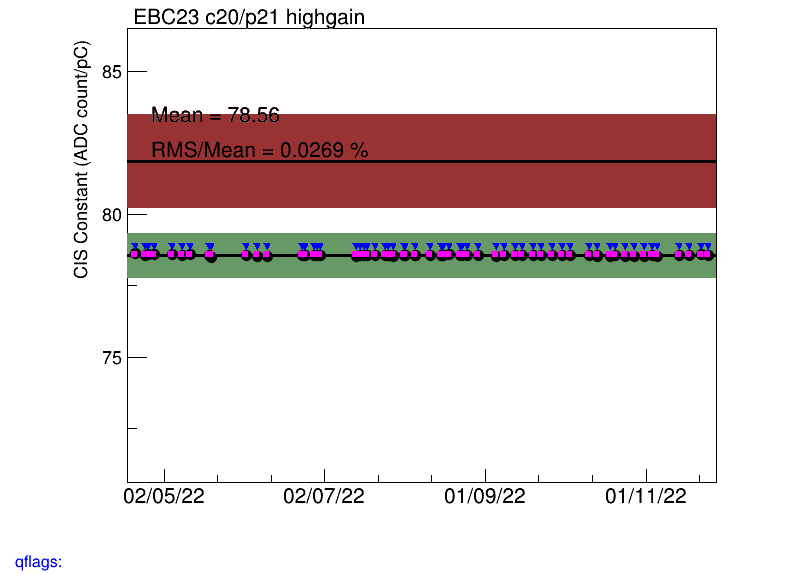 EBC23 c20/p21 highgain
CIS Constant (ADC count/pC)
85
80
75
Mean = 78.56
RMS/Mean = 0.0269 %
02/05/22 02/07/22 01/09/22 01/11/22
qflags: